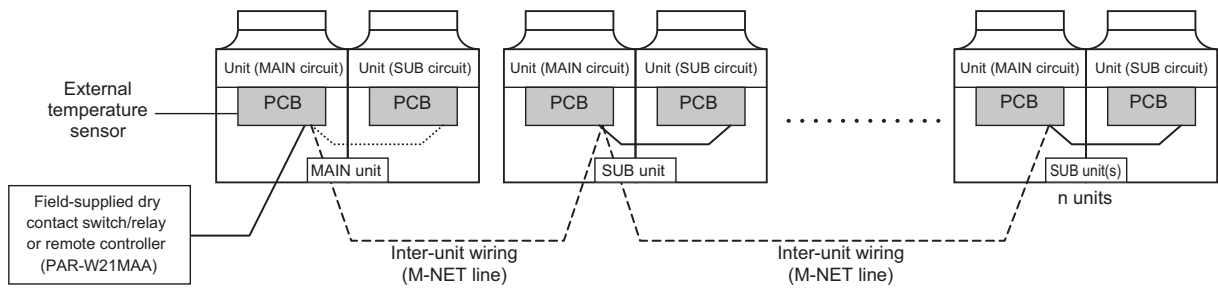 Unit (MAIN circuit)
Unit (SUB circuit)
Unit (MAIN circuit)
Unit (SUB circuit)
Unit (MAIN circuit)
Unit (SUB circuit)
External
temperature
sensor
PCB
PCB
PCB
PCB
PCB
PCB
MAIN unit
SUB unit
SUB unit(s)
n units
Field-supplied dry
contact switch/relay
or remote controller
(PAR-W21MAA)
Inter-unit wiring
(M-NET line)
Inter-unit wiring
(M-NET line)